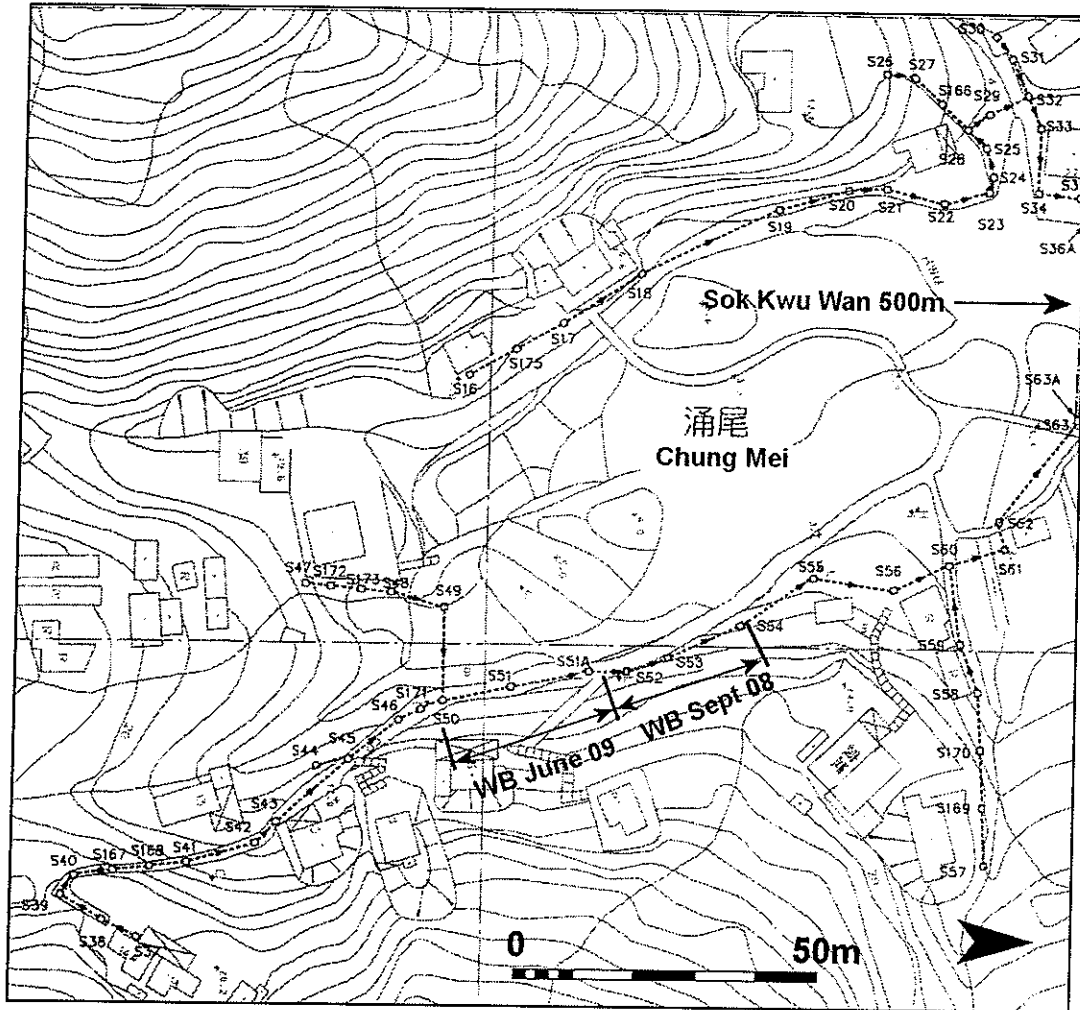 S30
S31
S26
S27
S166
S29
S32
S33
S28
S25
S24
S20
S21
S22
S23
S34
S19
S36A
S18
Sok Kwu Wan 500m
S17
S175
S16
S63A
S63
涌尾
Chung Mei
S62
S60
S61
S55
S56
S47
S172
S173
S48
S49
S54
S59
S53
S51A
S52
S51
S171
S46
S50
S58
WB June 09
WB Sept 08
S45
S44
S170
S43
S169
S42
S41
S168
S167
S40
S57
S39
S38
S37
0
50m